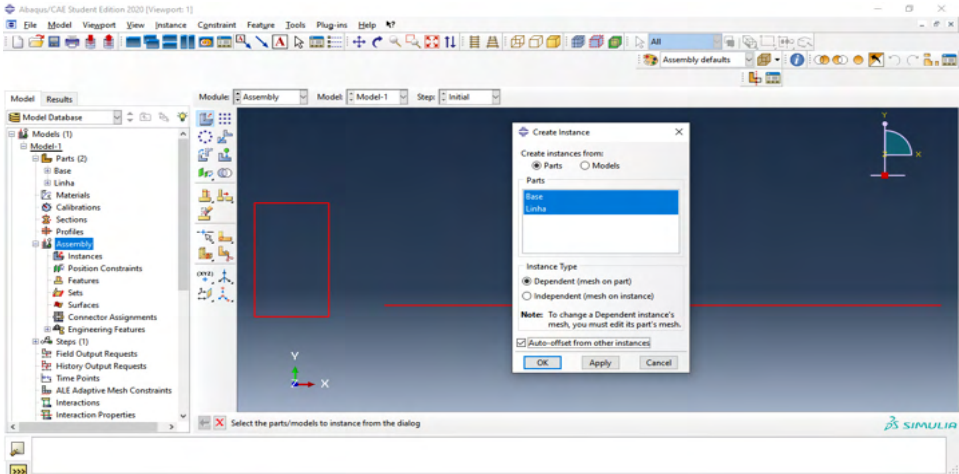 Abaqus/CAE Student Edition 2020 [Viewport: 1]
File Model Viewport View Instance Constraint Feature Tools Plug-ins Help
All
Assembly defaults
Model Results
Module: Assembly Model: Model-1 Step: Initial
Model Database
Models (1)
Model-1
Parts (2)
Base
Linha
Materials
Calibrations
Sections
Profiles
Assembly
Instances
Position Constraints
Features
Sets
Surfaces
Connector Assignments
Engineering Features
Steps (1)
Field Output Requests
History Output Requests
Time Points
ALE Adaptive Mesh Constraints
Interactions
Interaction Properties
(XYZ)
Create Instance
Create instances from:
Parts Models
Parts
Base
Linha
Instance Type
Dependent (mesh on part)
Independent (mesh on instance)
Note: To change a Dependent instance's
mesh, you must edit its part's mesh.
Auto-offset from other instances
OK Apply Cancel
Y
X
Z
Y
X
Select the parts/models to instance from the dialog
SIMULIA
>>>